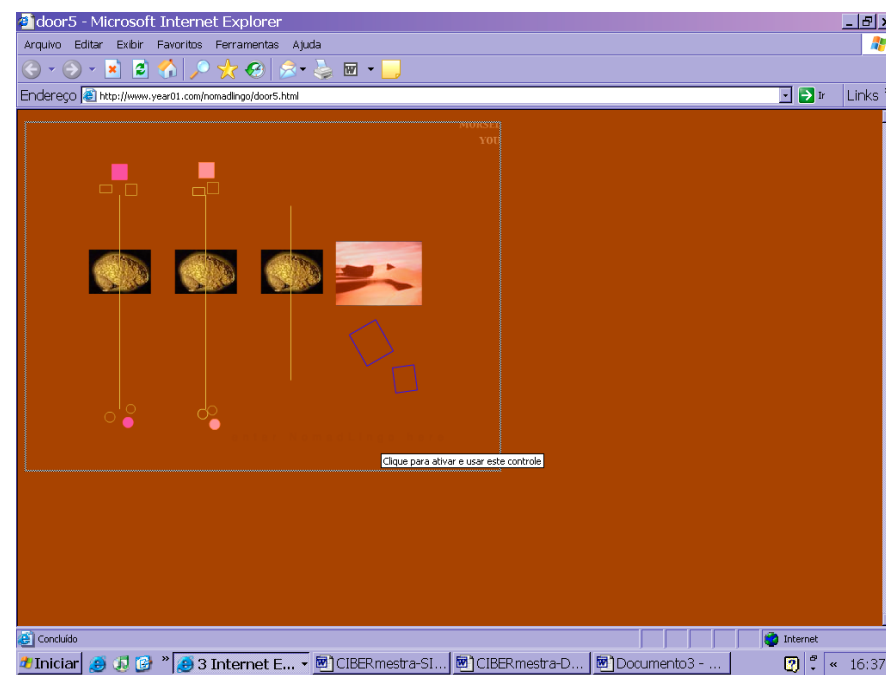 door5 - Microsoft Internet Explorer
Arquivo Editar Exibir Favoritos Ferramentas Ajuda
Endereço http://www.year01.com/nomadlingo/door5.html Ir Links
YOU
Clique para ativar e usar este controle
Concluído Internet
Iniciar » 3 Internet E... CIBERmestra-SI... CIBERmestra-D... Documento3 - ... « 16:37